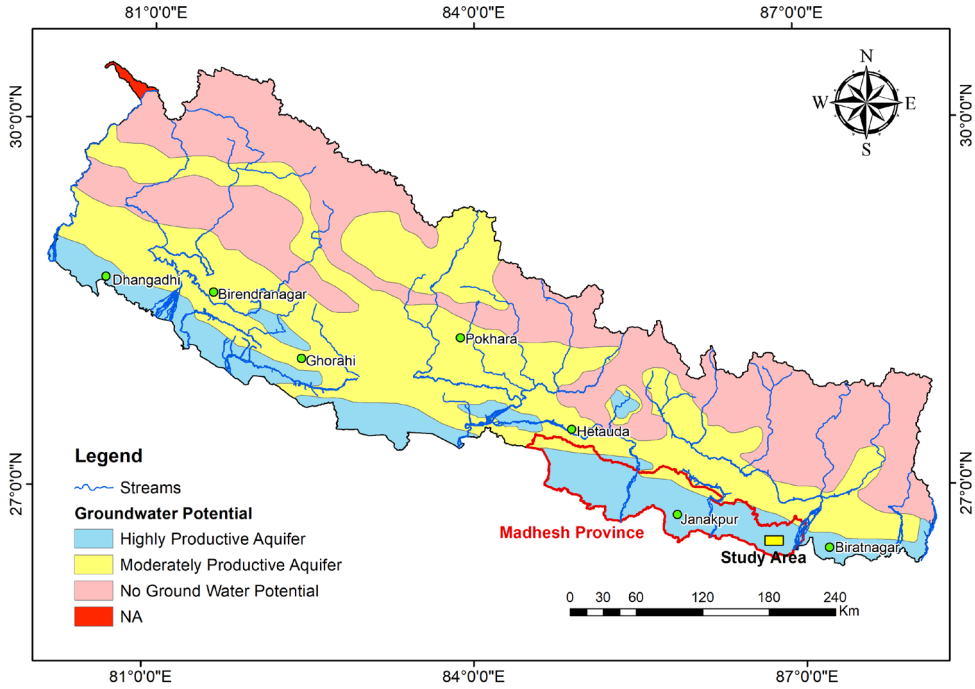 81°0'0"E 84°0'0"E 87°0'0"E
30°0'0"N
30°0'0"N
N
W E
S
Dhangadhi
Birendranagar
Pokhara
Ghorahi
Hetauda
27°0'0"N
27°0'0"N
Legend
Streams
Groundwater Potential
Highly Productive Aquifer
Moderately Productive Aquifer
No Ground Water Potential
NA
Madhesh Province
Janakpur
Biratnagar
Study Area
0 15 30 60 120 180 240
Km
81°0'0"E 84°0'0"E 87°0'0"E